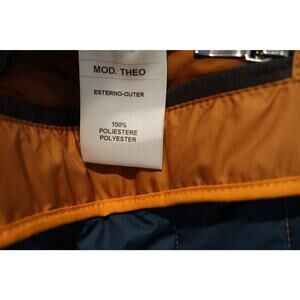 MOD. THEO
ESTERNO-OUTER
100%
POLIESTERE
POLYESTER